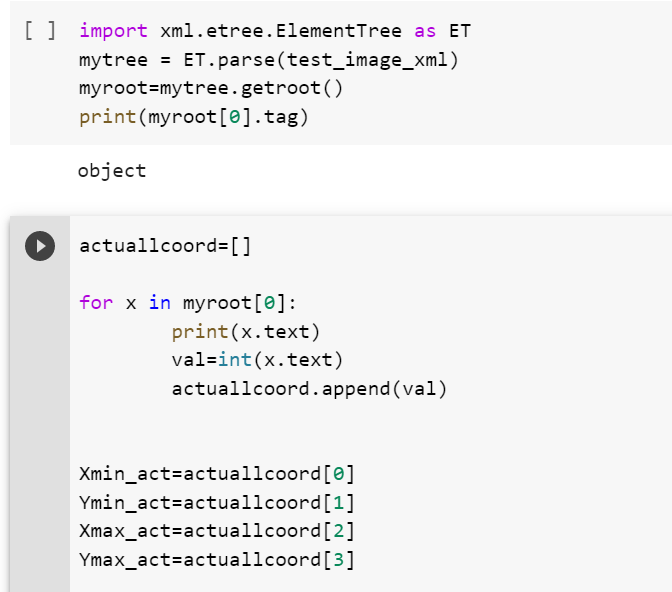 [ ] import xml.etree.ElementTree as ET
mytree = ET.parse(test_image_xml)
myroot=mytree.getroot()
print(myroot[0].tag)
object
actuallcoord=[]
for x in myroot[0]:
print(x.text)
val=int(x.text)
actuallcoord.append(val)
Xmin_act=actuallcoord[0]
Ymin_act=actuallcoord[1]
Xmax_act=actuallcoord[2]
Ymax_act=actuallcoord[3]